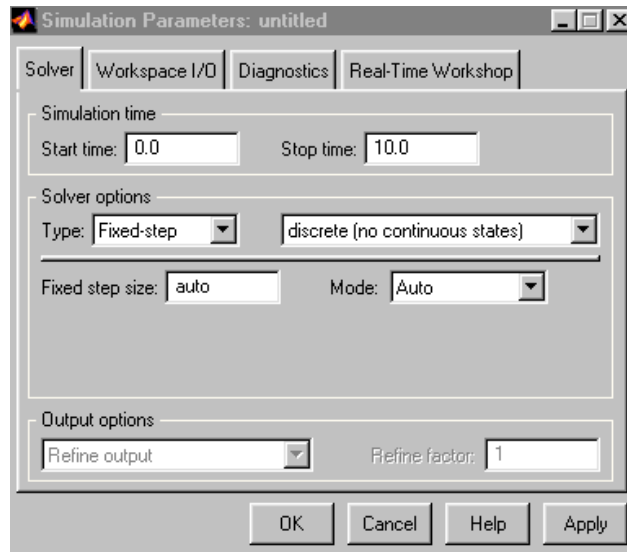 Simulation Parameters: untitled
Solver Workspace I/O Diagnostics Real-Time Workshop
Simulation time
Start time: 0.0 Stop time: 10.0
Solver options
Type: Fixed-step discrete (no continuous states)
Fixed step size: auto Mode: Auto
Output options
Refine output Refine factor: 1
OK Cancel Help Apply